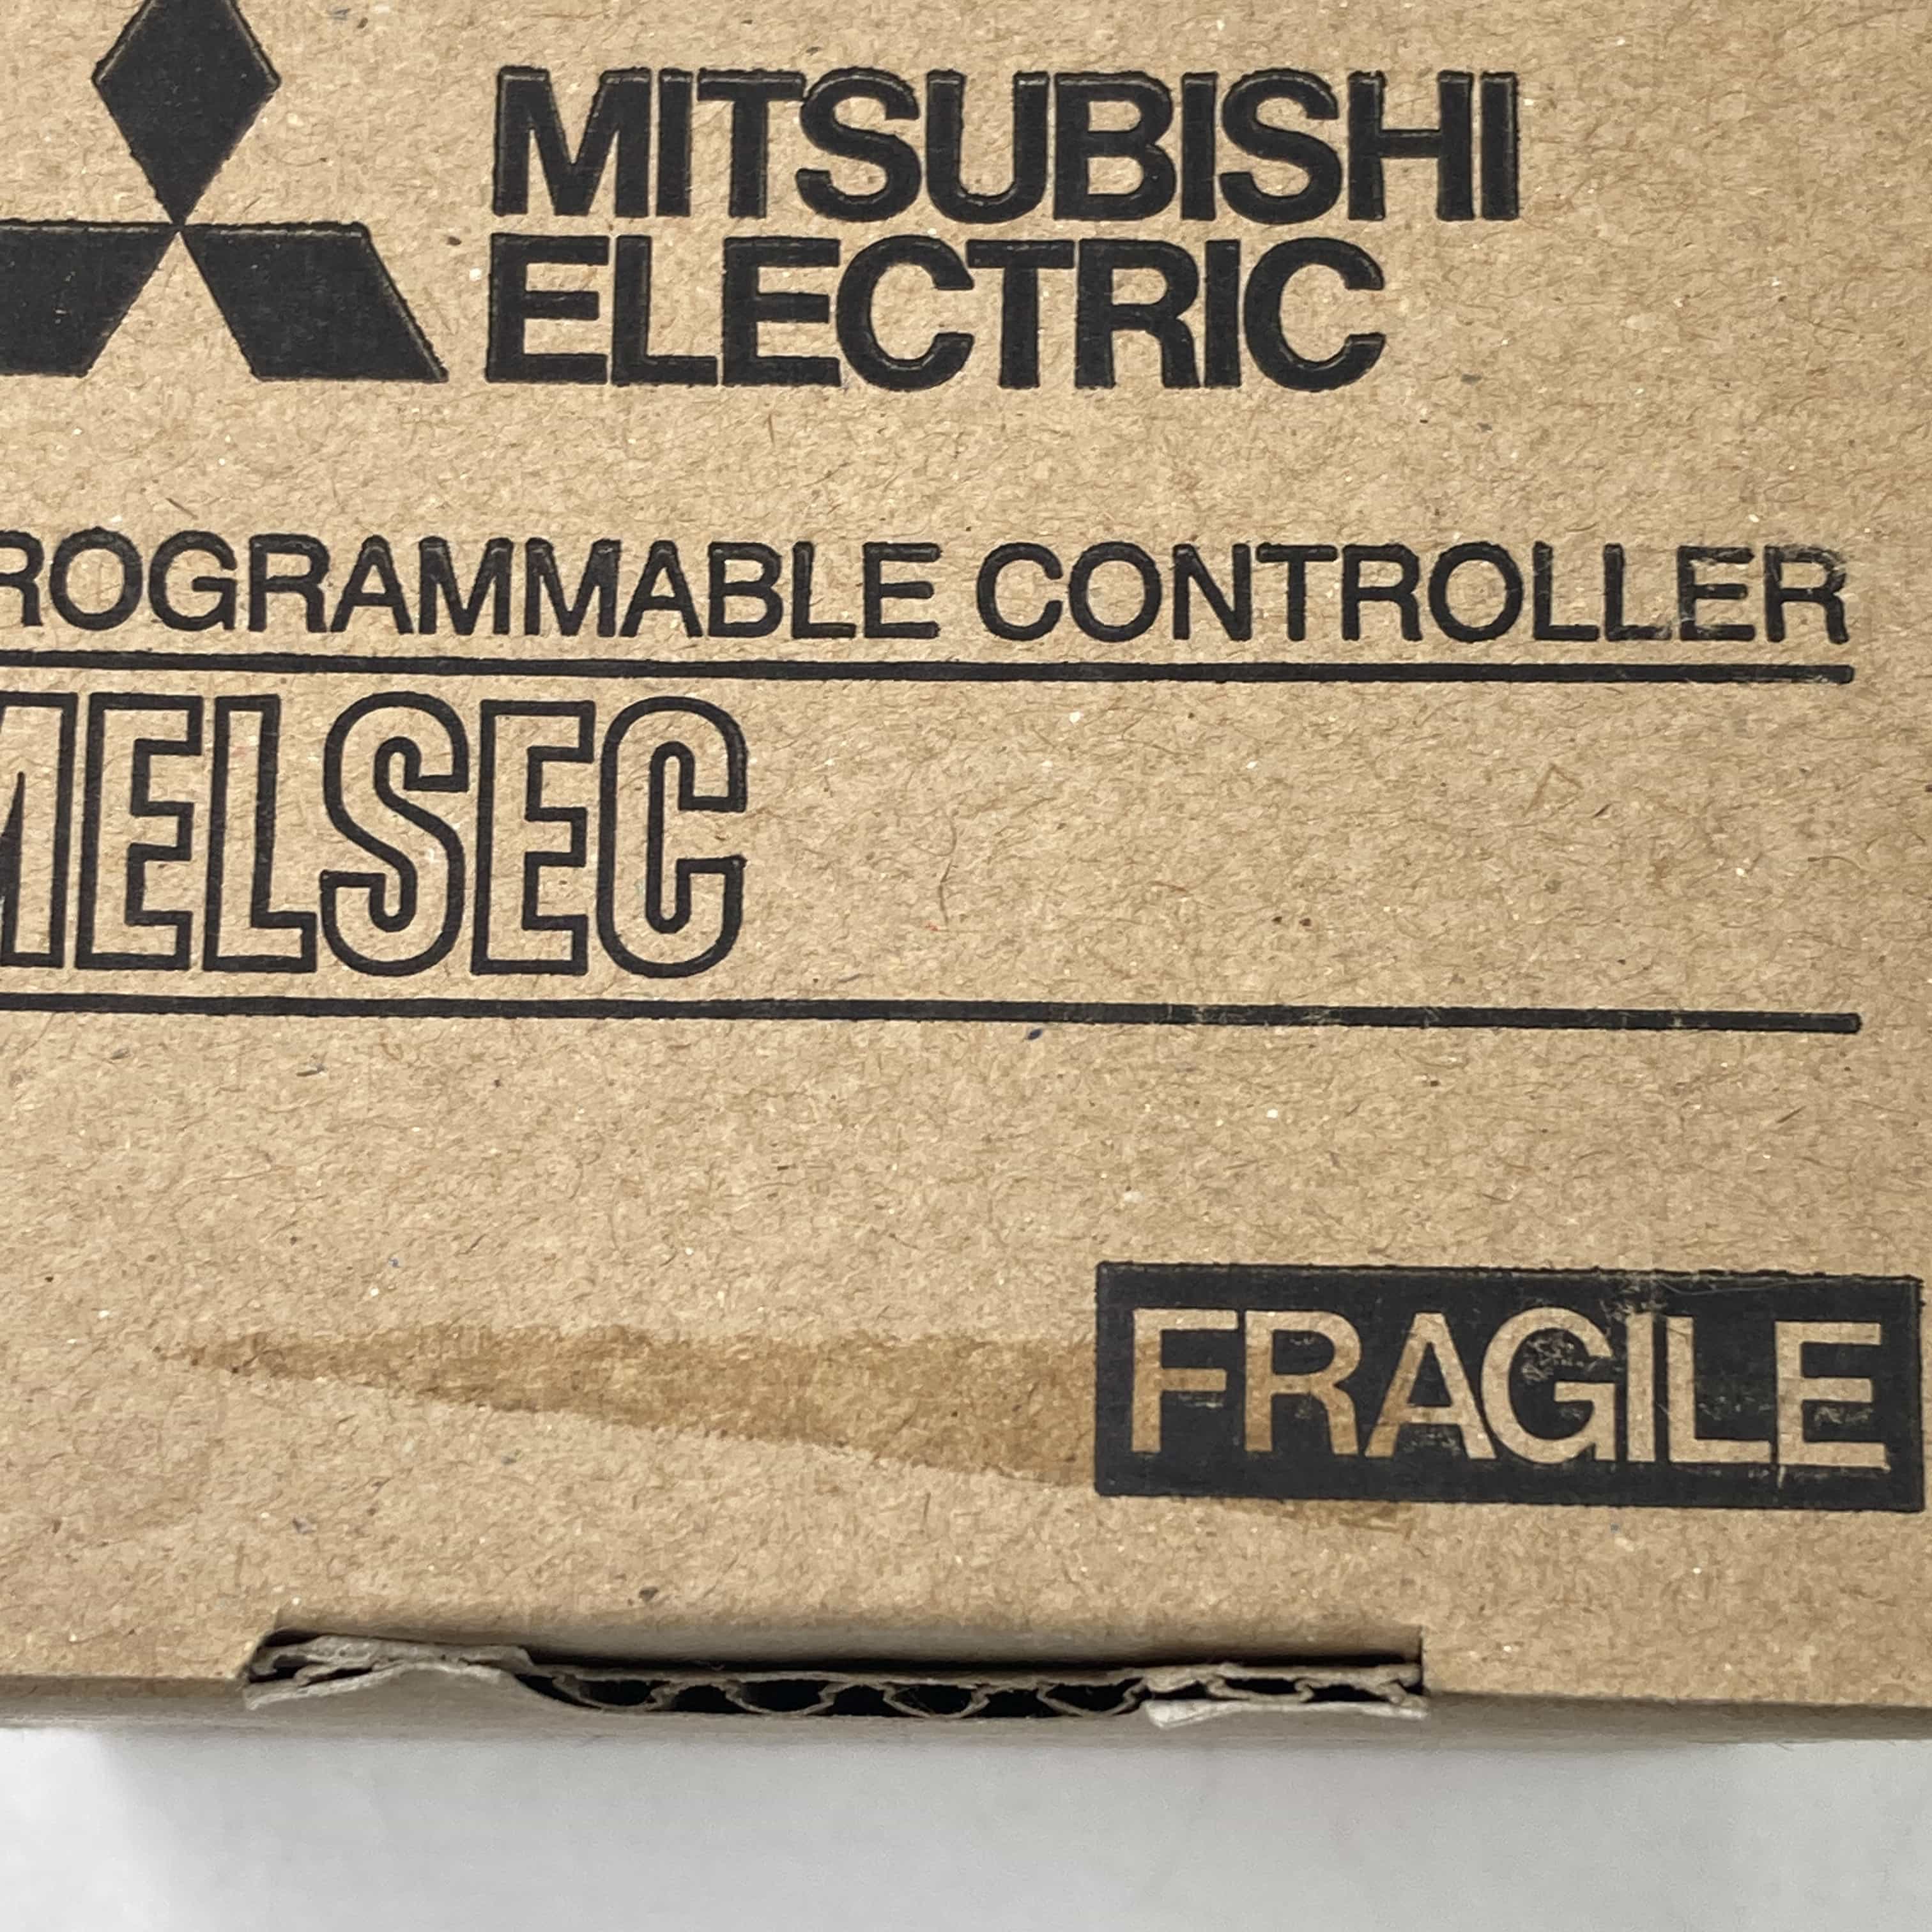 MITSUBISHI
ELECTRIC
ROGRAMMABLE CONTROLLER
MELSEC
FRAGILE